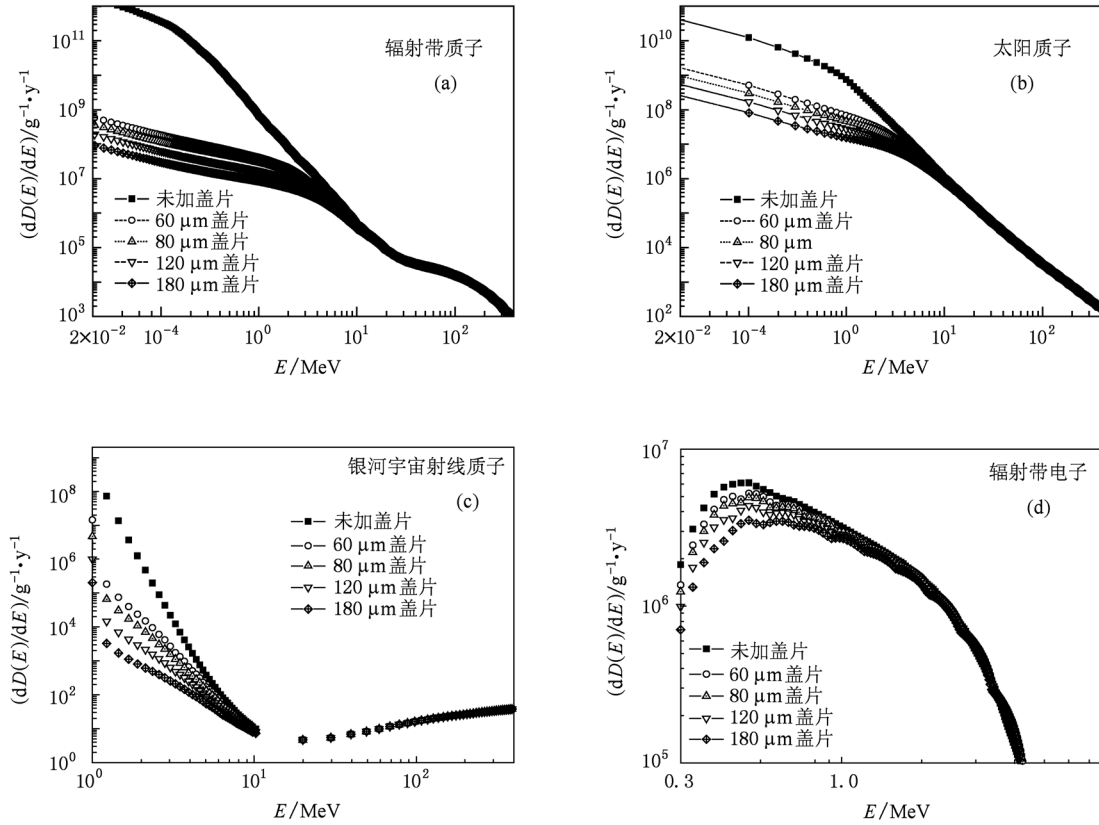 辐射带质子
(a)
10¹¹
10⁹
10⁷
10⁵
10³
(dD(E)/dE)/g⁻¹•y⁻¹
未加盖片
60 μm盖片
80 μm盖片
120 μm盖片
180 μm盖片
2×10⁻² 10⁻⁴ 10⁰ 10¹ 10²
E/MeV
太阳质子
(b)
10¹⁰
10⁸
10⁶
10⁴
10²
(dD(E)/dE)/g⁻¹•y⁻¹
未加盖片
60 μm盖片
80 μm
120 μm盖片
180 μm盖片
2×10⁻² 10⁻⁴ 10⁰ 10¹ 10²
E/MeV
银河宇宙射线质子
(c)
10⁸
10⁶
10⁴
10²
10⁰
(dD(E)/dE)/g⁻¹•y⁻¹
未加盖片
60 μm盖片
80 μm盖片
120 μm盖片
180 μm盖片
10⁰ 10¹ 10²
E/MeV
辐射带电子
(d)
10⁷
10⁶
10⁵
(dD(E)/dE)/g⁻¹•y⁻¹
未加盖片
60 μm盖片
80 μm盖片
120 μm盖片
180 μm盖片
0.3 1.0
E/MeV